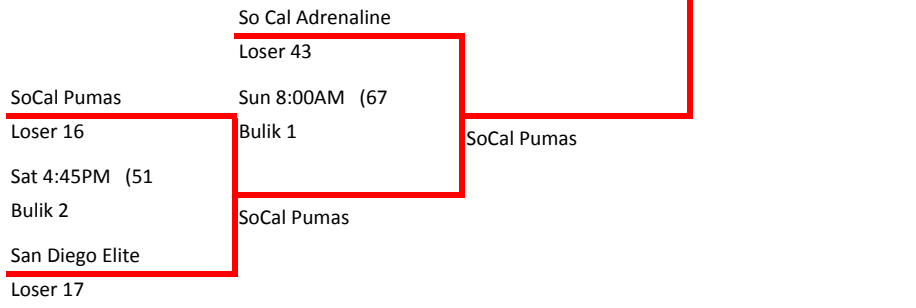 So Cal Adrenaline
Loser 43
SoCal Pumas
Sun 8:00AM (67
Loser 16
Bulik 1
SoCal Pumas
Sat 4:45PM (51
Bulik 2
SoCal Pumas
San Diego Elite
Loser 17